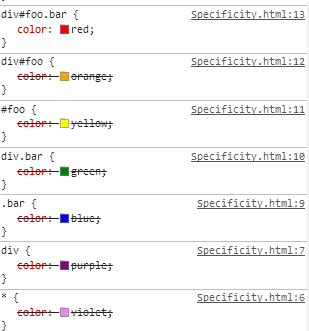 div#foo.bar { Specificity.html:13
color: red;
}
div#foo { Specificity.html:12
color: orange;
}
#foo { Specificity.html:11
color: yellow;
}
div.bar { Specificity.html:10
color: green;
}
.bar { Specificity.html:9
color: blue;
}
div { Specificity.html:7
color: purple;
}
* { Specificity.html:6
color: violet;
}